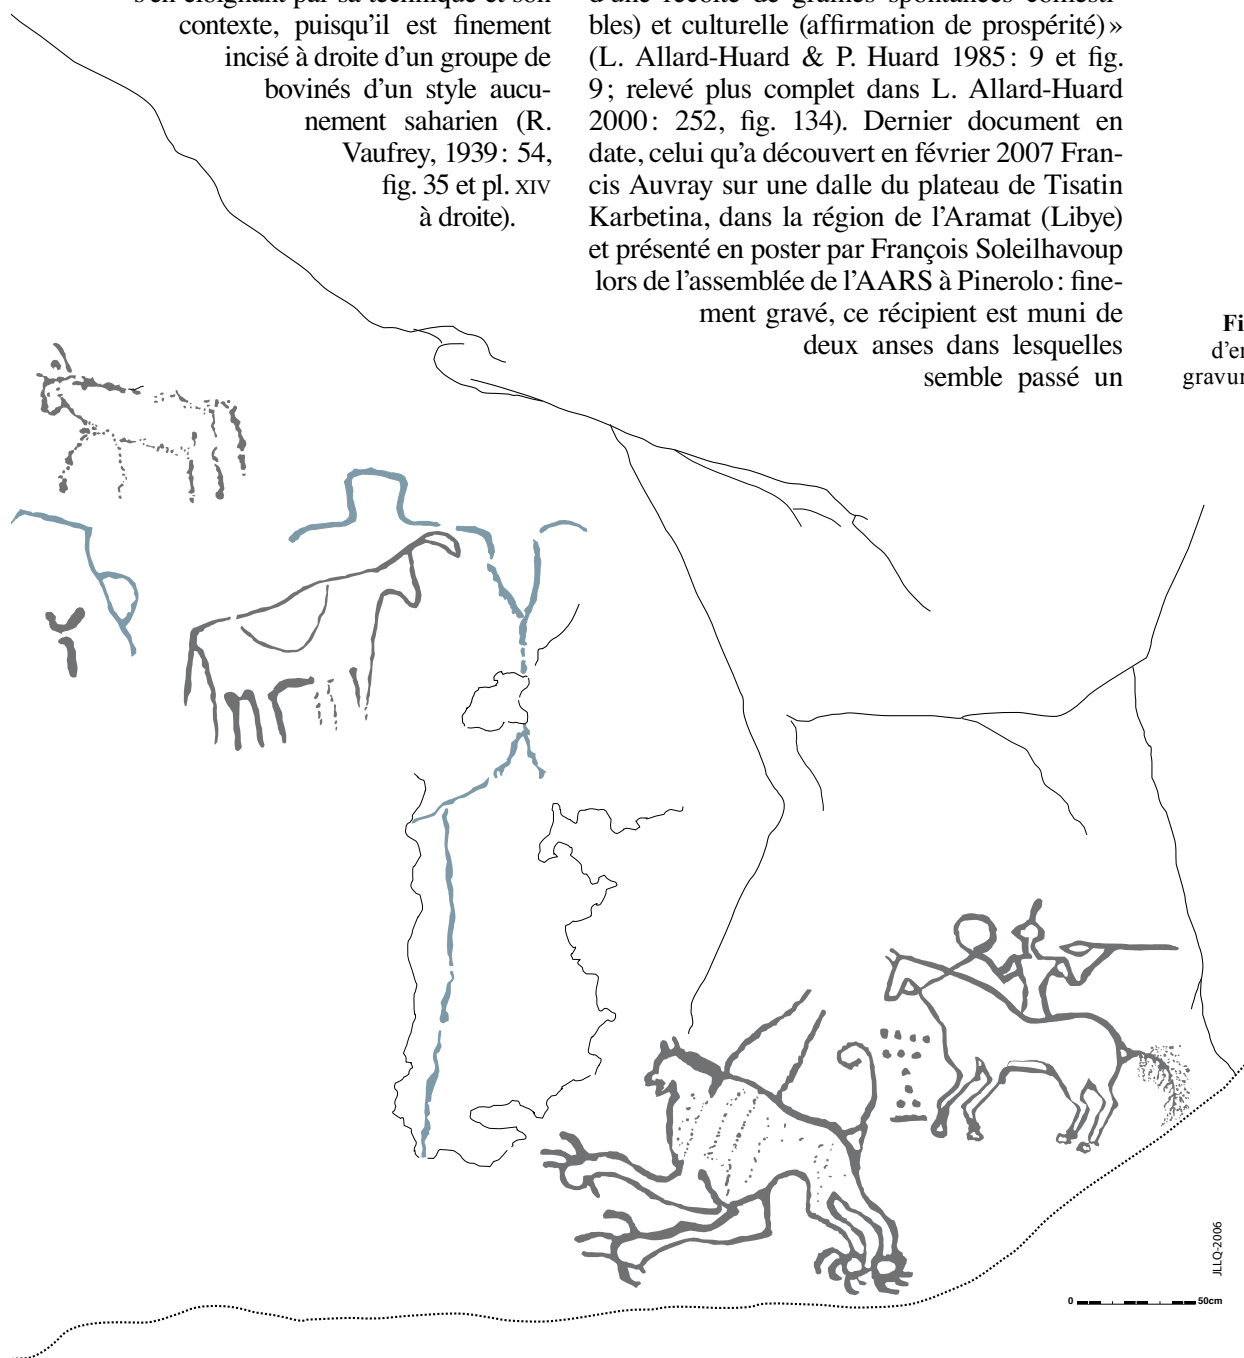 contexte, puisqu'il est finement
incisé à droite d'un groupe de
bovinés d'un style aucu-
nement saharien (R.
Vaufrey, 1939 : 54,
fig. 35 et pl. XIV
à droite).
bles) et culturelle (affirmation de prospérité) »
(L. Allard-Huard & P. Huard 1985 : 9 et fig.
9 ; relevé plus complet dans L. Allard-Huard
2000 : 252, fig. 134). Dernier document en
date, celui qu'a découvert en février 2007 Fran-
cis Auvray sur une dalle du plateau de Tisatin
Karbetina, dans la région de l'Aramat (Libye)
et présenté en poster par François Soleilhavoup
lors de l'assemblée de l'AARS à Pinerolo : fine-
ment gravé, ce récipient est muni de
deux anses dans lesquelles
semble passé un
JLLQ-2006
0 50cm